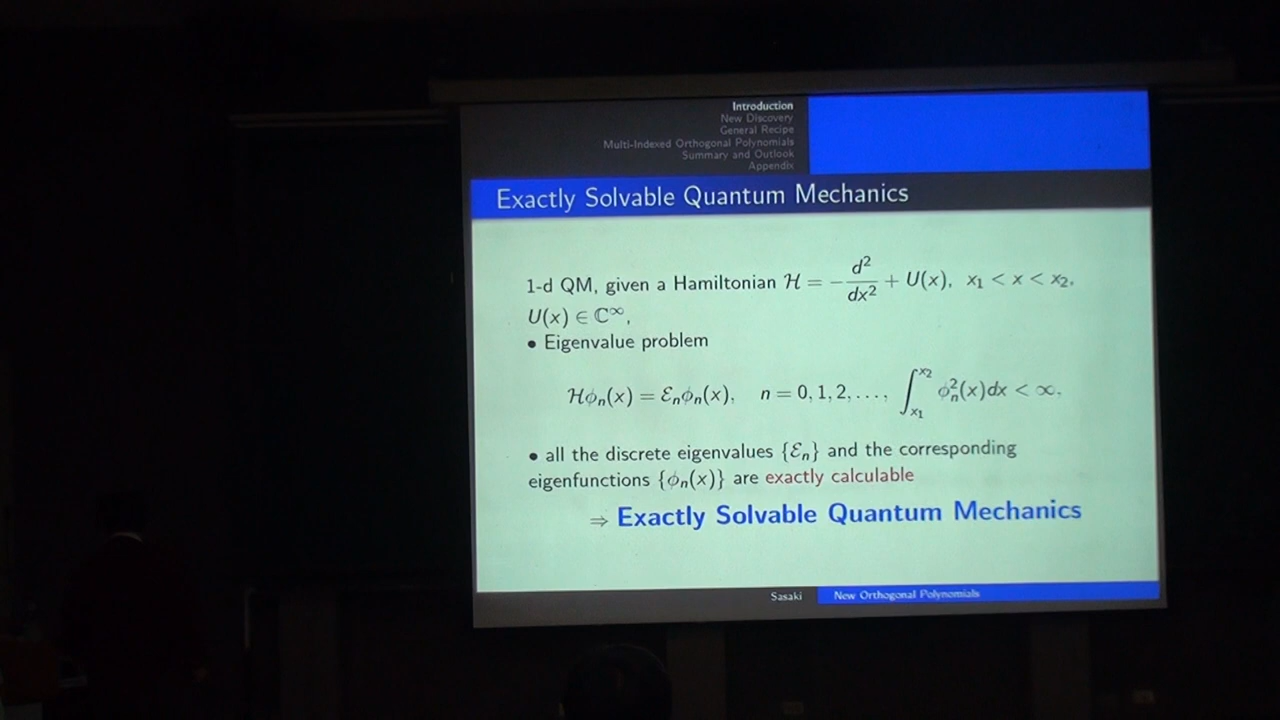 Introduction
New Discovery
General Recipe
Multi-Indexed Orthogonal Polynomials
Summary and Outlook
Appendix
Exactly Solvable Quantum Mechanics
1-d QM, given a Hamiltonian ℋ = −d²/dx² + U(x), x₁ < x < x₂,
U(x) ∈ ℂ^∞,
• Eigenvalue problem
ℋϕₙ(x) = ℰₙϕₙ(x), n = 0, 1, 2, . . . , ∫_{x₁}^{x₂} ϕₙ²(x)dx < ∞.
• all the discrete eigenvalues {ℰₙ} and the corresponding
eigenfunctions {ϕₙ(x)} are exactly calculable
⇒ Exactly Solvable Quantum Mechanics
Sasaki New Orthogonal Polynomials